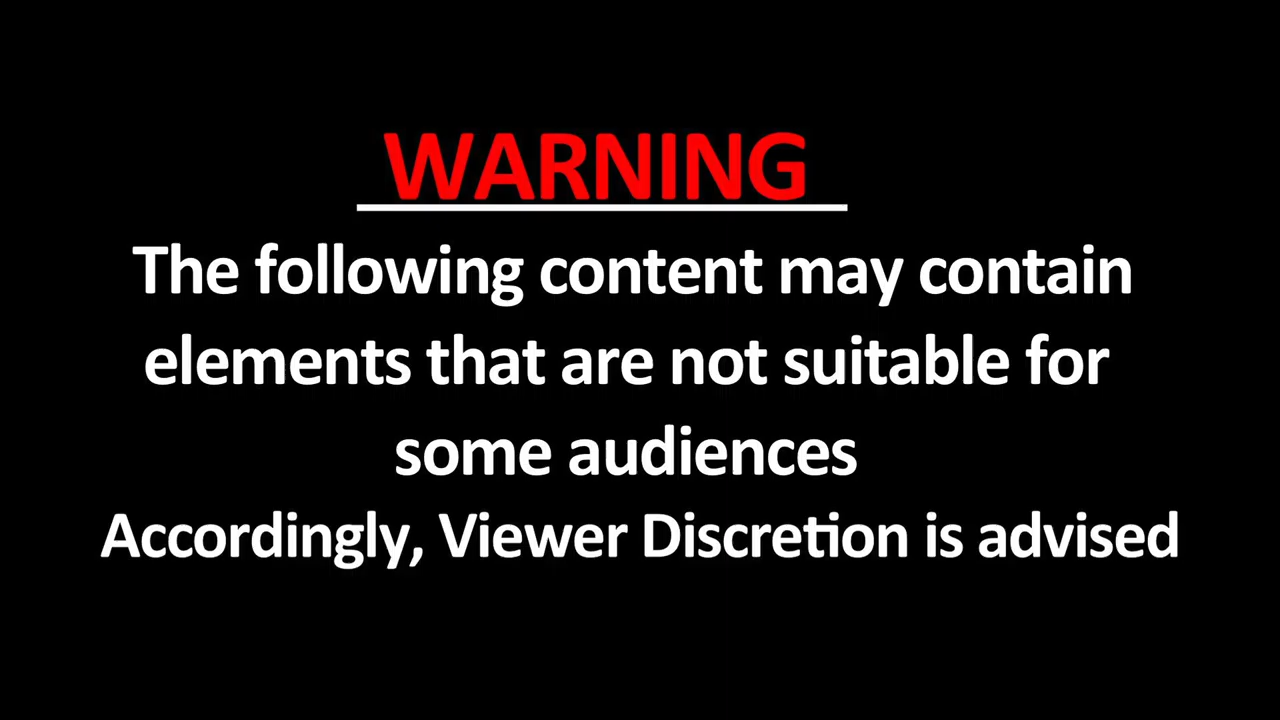 WARNING
The following content may contain
elements that are not suitable for
some audiences
Accordingly, Viewer Discretion is advised